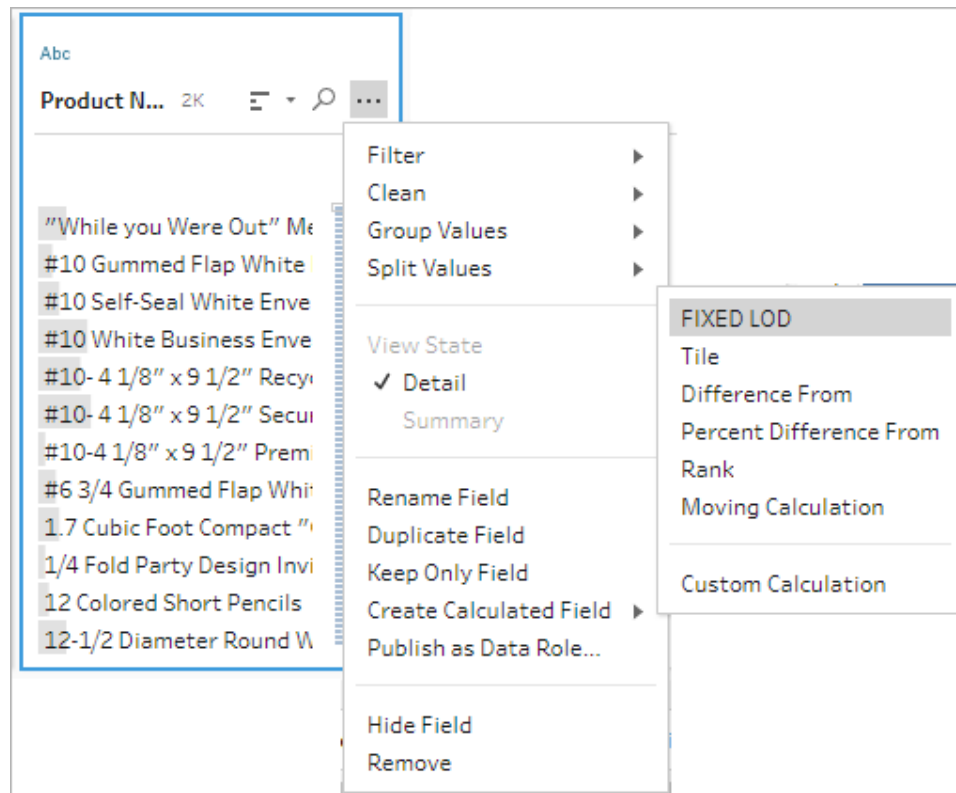 Abc
Product N... 2K
"While you Were Out" Me
#10 Gummed Flap White
#10 Self-Seal White Enve
#10 White Business Enve
#10- 4 1/8" x 9 1/2" Recy
#10- 4 1/8" x 9 1/2" Secur
#10-4 1/8" x 9 1/2" Premi
#6 3/4 Gummed Flap Whit
1.7 Cubic Foot Compact "
1/4 Fold Party Design Invi
12 Colored Short Pencils
12-1/2 Diameter Round W
Filter
Clean
Group Values
Split Values
View State
Detail
Summary
Rename Field
Duplicate Field
Keep Only Field
Create Calculated Field
Publish as Data Role...
Hide Field
Remove
FIXED LOD
Tile
Difference From
Percent Difference From
Rank
Moving Calculation
Custom Calculation